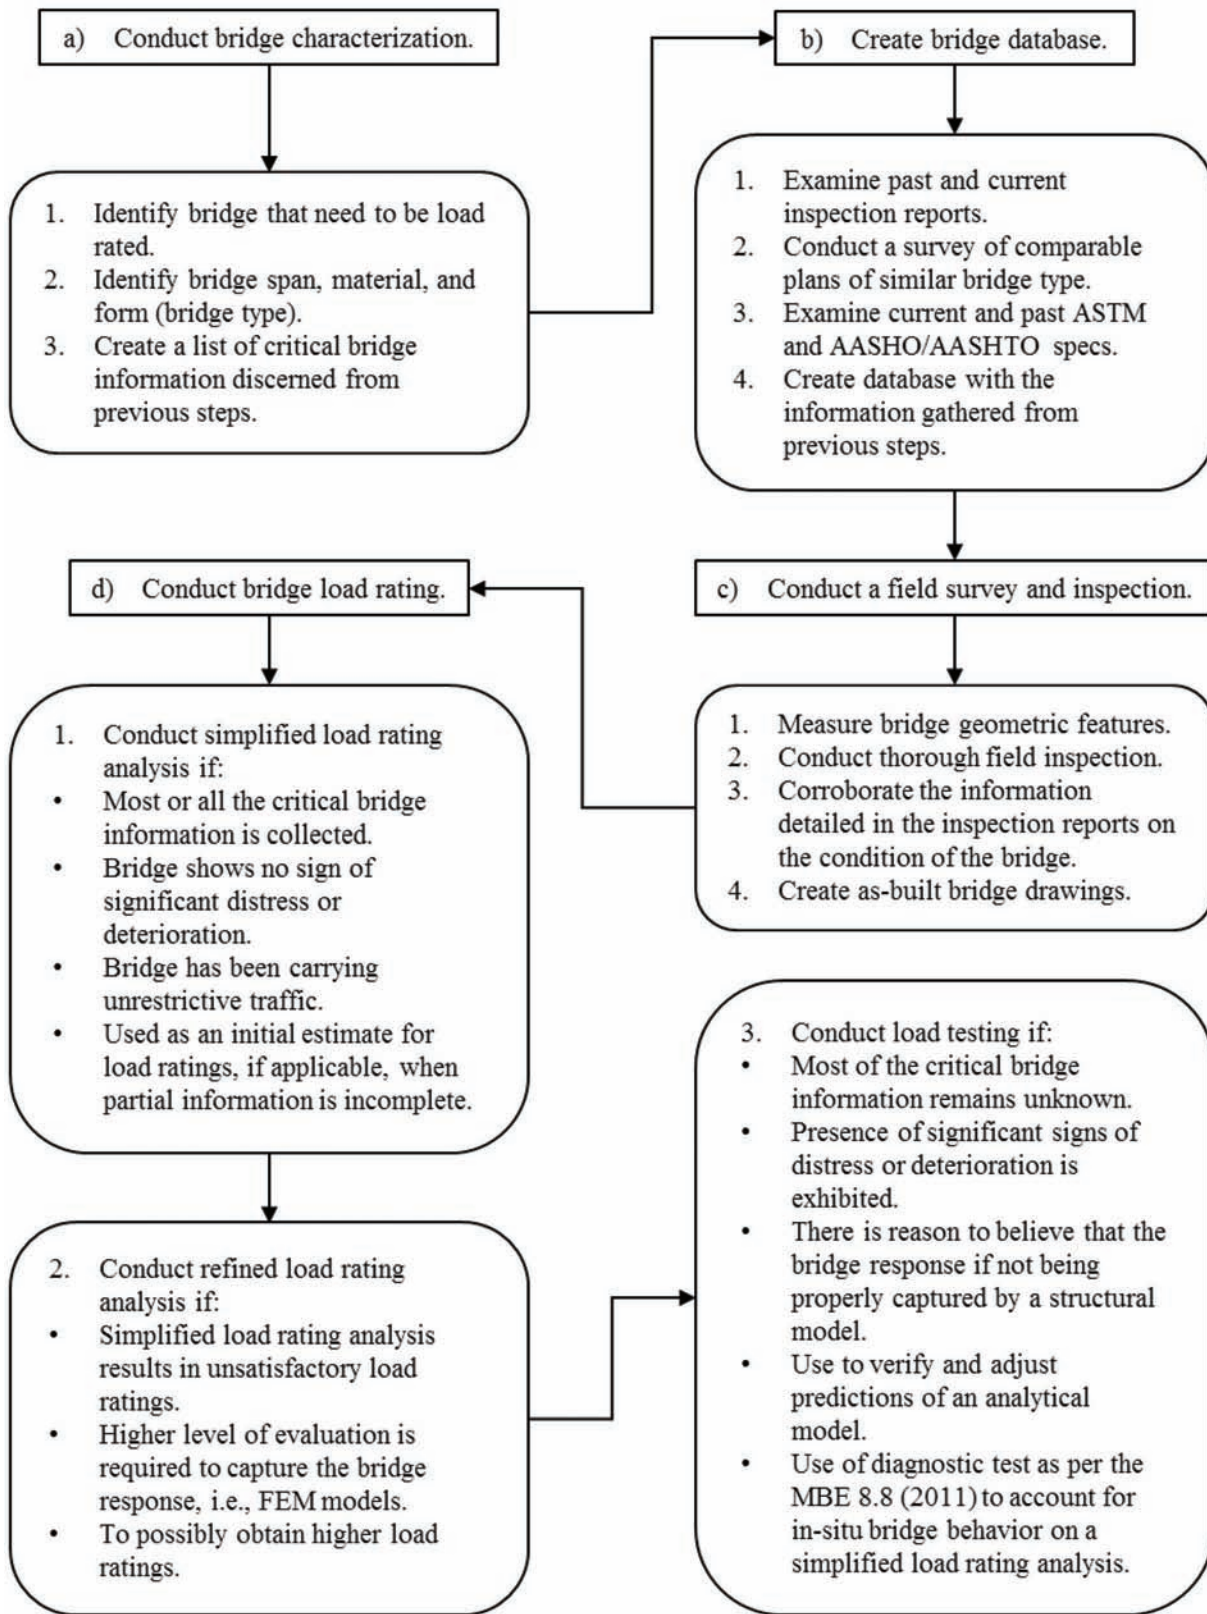 a) Conduct bridge characterization.
1. Identify bridge that need to be load
rated.
2. Identify bridge span, material, and
form (bridge type).
3. Create a list of critical bridge
information discerned from
previous steps.
b) Create bridge database.
1. Examine past and current
inspection reports.
2. Conduct a survey of comparable
plans of similar bridge type.
3. Examine current and past ASTM
and AASHO/AASHTO specs.
4. Create database with the
information gathered from
previous steps.
c) Conduct a field survey and inspection.
1. Measure bridge geometric features.
2. Conduct thorough field inspection.
3. Corroborate the information
detailed in the inspection reports on
the condition of the bridge.
4. Create as-built bridge drawings.
d) Conduct bridge load rating.
1. Conduct simplified load rating
analysis if:
• Most or all the critical bridge
information is collected.
• Bridge shows no sign of
significant distress or
deterioration.
• Bridge has been carrying
unrestrictive traffic.
• Used as an initial estimate for
load ratings, if applicable, when
partial information is incomplete.
2. Conduct refined load rating
analysis if:
• Simplified load rating analysis
results in unsatisfactory load
ratings.
• Higher level of evaluation is
required to capture the bridge
response, i.e., FEM models.
• To possibly obtain higher load
ratings.
3. Conduct load testing if:
• Most of the critical bridge
information remains unknown.
• Presence of significant signs of
distress or deterioration is
exhibited.
• There is reason to believe that the
bridge response if not being
properly captured by a structural
model.
• Use to verify and adjust
predictions of an analytical
model.
• Use of diagnostic test as per the
MBE 8.8 (2011) to account for
in-situ bridge behavior on a
simplified load rating analysis.